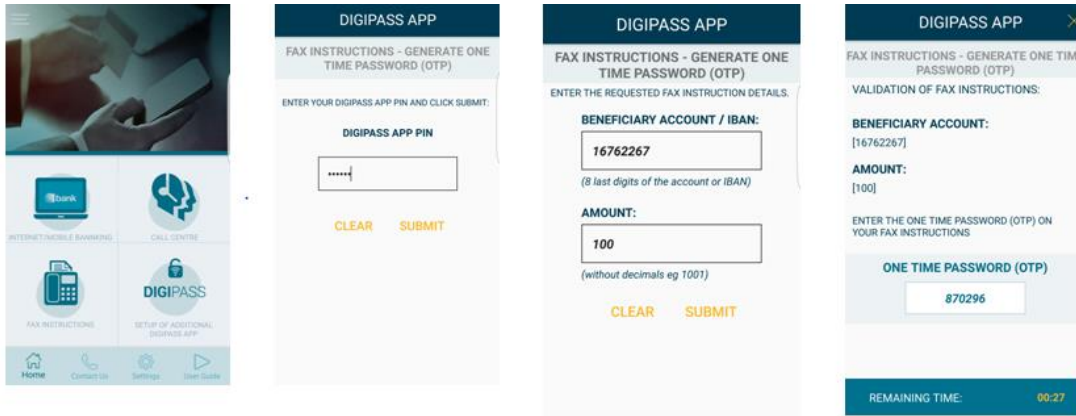 1bank
INTERNET/MOBILE BANNKING
CALL CENTRE
DIGIPASS
FAX INSTRUCTIONS
SETUP OF ADDITIONAL
DIGIPASS APP
Home
Contact Us
Settings
User Guide
DIGIPASS APP
FAX INSTRUCTIONS - GENERATE ONE
TIME PASSWORD (OTP)
ENTER YOUR DIGIPASS APP PIN AND CLICK SUBMIT:
DIGIPASS APP PIN
CLEAR SUBMIT
DIGIPASS APP
FAX INSTRUCTIONS - GENERATE ONE
TIME PASSWORD (OTP)
ENTER THE REQUESTED FAX INSTRUCTION DETAILS.
BENEFICIARY ACCOUNT / IBAN:
16762267
(8 last digits of the account or IBAN)
AMOUNT:
100
(without decimals eg 1001)
CLEAR SUBMIT
DIGIPASS APP
FAX INSTRUCTIONS - GENERATE ONE TIM
PASSWORD (OTP)
VALIDATION OF FAX INSTRUCTIONS:
BENEFICIARY ACCOUNT:
[16762267]
AMOUNT:
[100]
ENTER THE ONE TIME PASSWORD (OTP) ON
YOUR FAX INSTRUCTIONS
ONE TIME PASSWORD (OTP)
870296
REMAINING TIME: 00:27